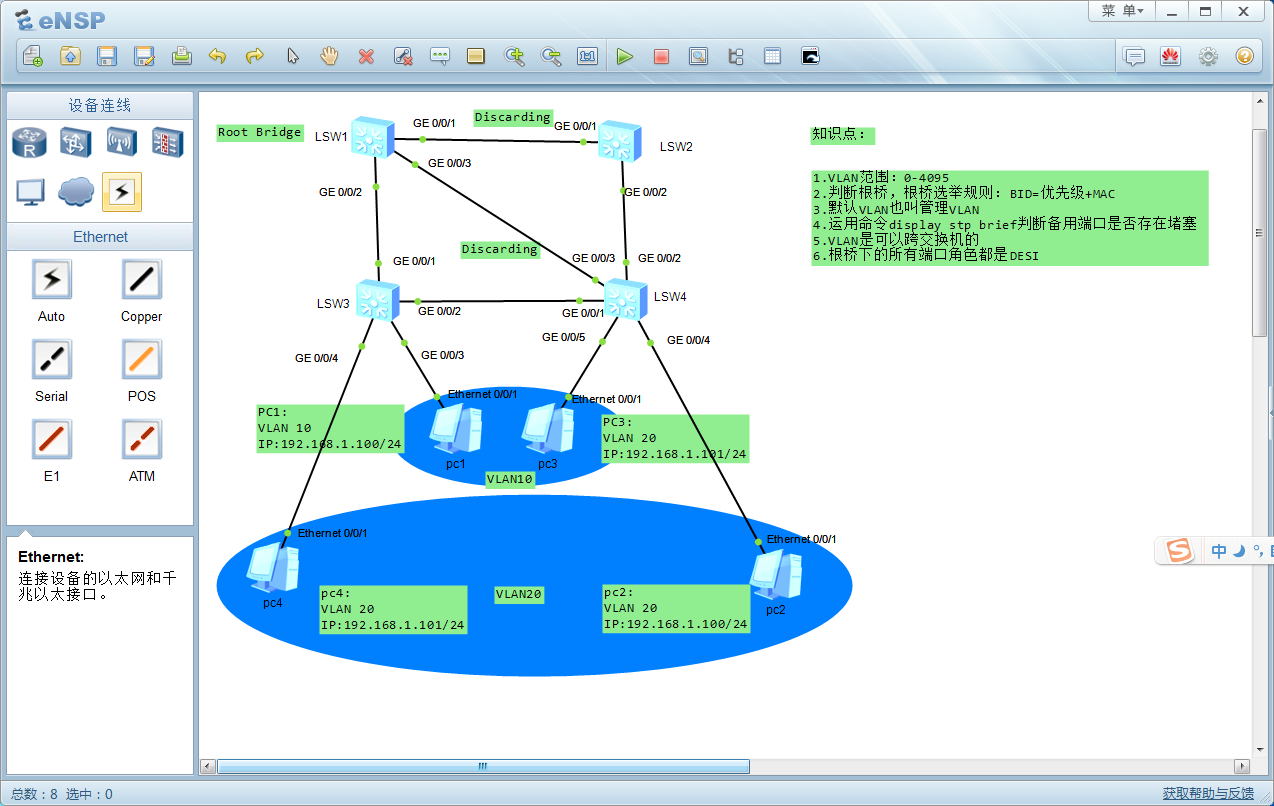 eNSP
菜 单
设备连线
Ethernet
Auto
Copper
Serial
POS
E1
ATM
Ethernet:
连接设备的以太网和千
兆以太接口。
Root Bridge
LSW1
GE 0/0/1
Discarding
GE 0/0/1
LSW2
GE 0/0/3
GE 0/0/2
GE 0/0/2
Discarding
GE 0/0/1
GE 0/0/3
GE 0/0/2
LSW3
GE 0/0/2
GE 0/0/1
LSW4
GE 0/0/4
GE 0/0/3
GE 0/0/5
GE 0/0/4
Ethernet 0/0/1
Ethernet 0/0/1
PC1:
VLAN 10
IP:192.168.1.100/24
pc1
pc3
PC3:
VLAN 20
IP:192.168.1.101/24
VLAN10
Ethernet 0/0/1
Ethernet 0/0/1
pc4
pc4:
VLAN 20
IP:192.168.1.101/24
VLAN20
pc2:
VLAN 20
IP:192.168.1.100/24
pc2
知识点:
1.VLAN范围: 0-4095
2.判断根桥, 根桥选举规则: BID=优先级+MAC
3.默认VLAN也叫管理VLAN
4.运用命令display stp brief判断备用端口是否存在堵塞
5.VLAN是可以跨交换机的
6.根桥下的所有端口角色都是DESI
S
中
总数：8 选中：0
获取帮助与反馈